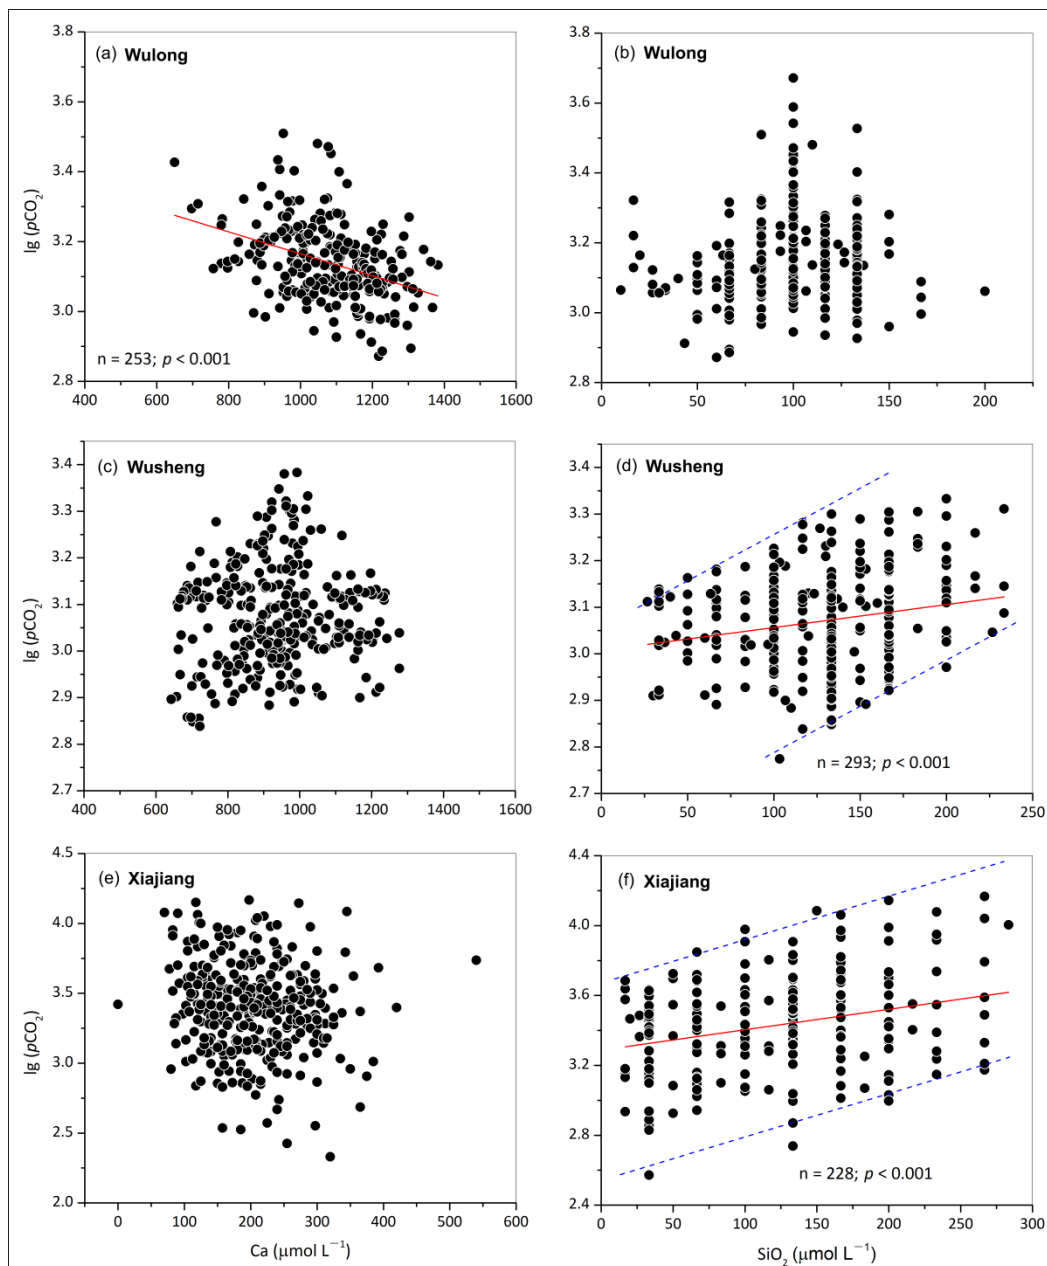 (a) Wulong
3.8
3.6
3.4
3.2
3.0
2.8
lg (pCO₂)
n = 253; p < 0.001
400 600 800 1000 1200 1400 1600
(b) Wulong
3.8
3.6
3.4
3.2
3.0
2.8
0 50 100 150 200
(c) Wusheng
3.4
3.3
3.2
3.1
3.0
2.9
2.8
2.7
lg (pCO₂)
400 600 800 1000 1200 1400 1600
(d) Wusheng
3.4
3.3
3.2
3.1
3.0
2.9
2.8
2.7
n = 293; p < 0.001
0 50 100 150 200 250
(e) Xiajiang
4.5
4.0
3.5
3.0
2.5
2.0
lg (pCO₂)
0 100 200 300 400 500 600
Ca (μmol L⁻¹)
(f) Xiajiang
4.4
4.0
3.6
3.2
2.8
2.4
n = 228; p < 0.001
0 50 100 150 200 250 300
SiO₂ (μmol L⁻¹)